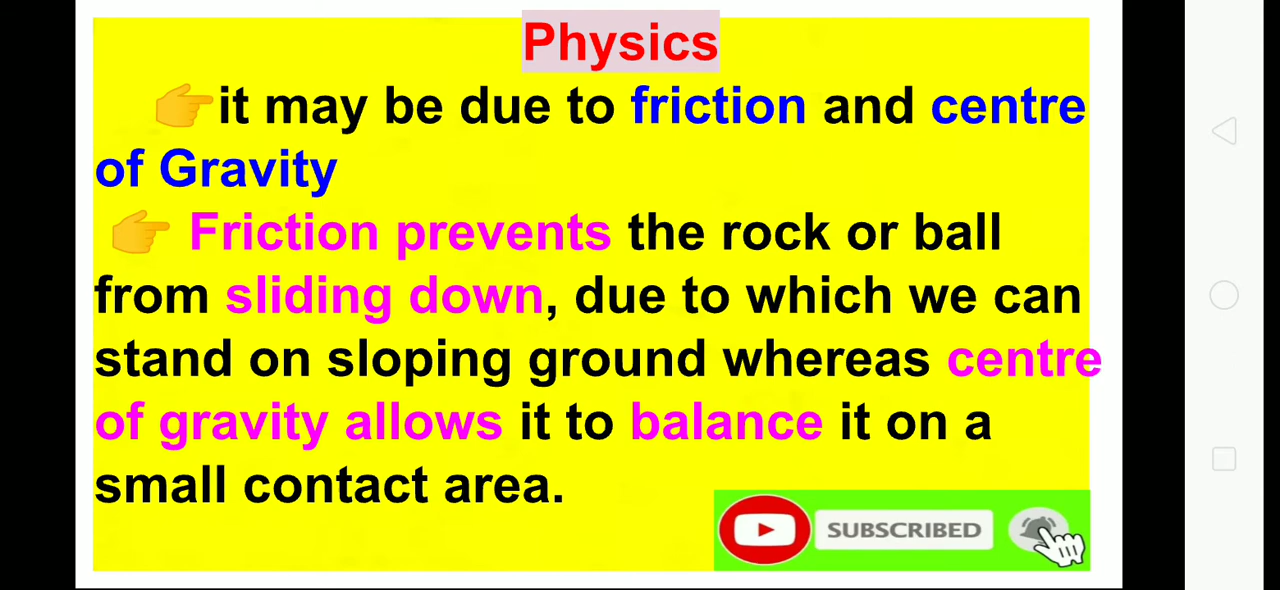 Physics
👉it may be due to friction and centre
of Gravity
👉 Friction prevents the rock or ball
from sliding down, due to which we can
stand on sloping ground whereas centre
of gravity allows it to balance it on a
small contact area.
SUBSCRIBED